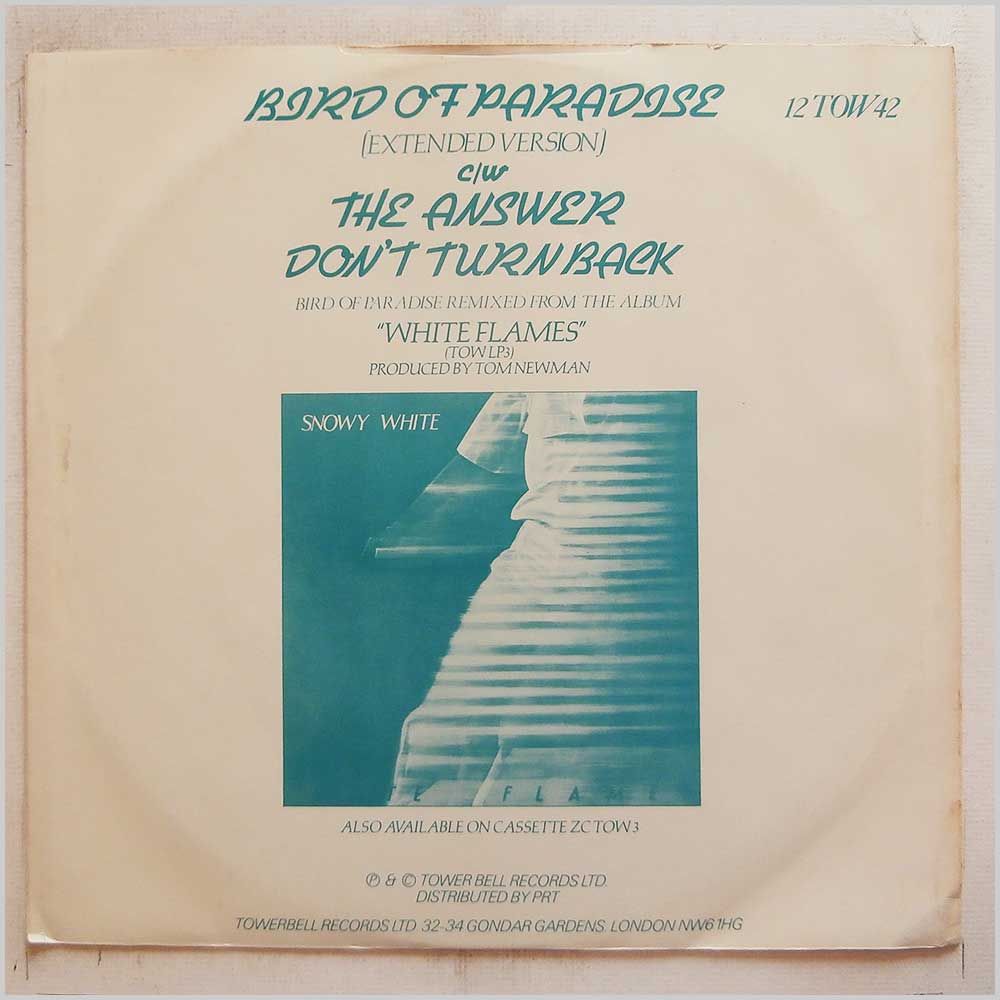 BIRD OF PARADISE 12 TOW 42
(EXTENDED VERSION)
c/w
THE ANSWER
DON'T TURN BACK
BIRD OF PARADISE REMIXED FROM THE ALBUM
"WHITE FLAMES"
(TOW LP3)
PRODUCED BY TOM NEWMAN
SNOWY WHITE
TE FLAME
ALSO AVAILABLE ON CASSETTE ZC TOW 3
℗ & © TOWER BELL RECORDS LTD.
DISTRIBUTED BY PRT
TOWERBELL RECORDS LTD 32-34 GONDAR GARDENS. LONDON NW6 1HG